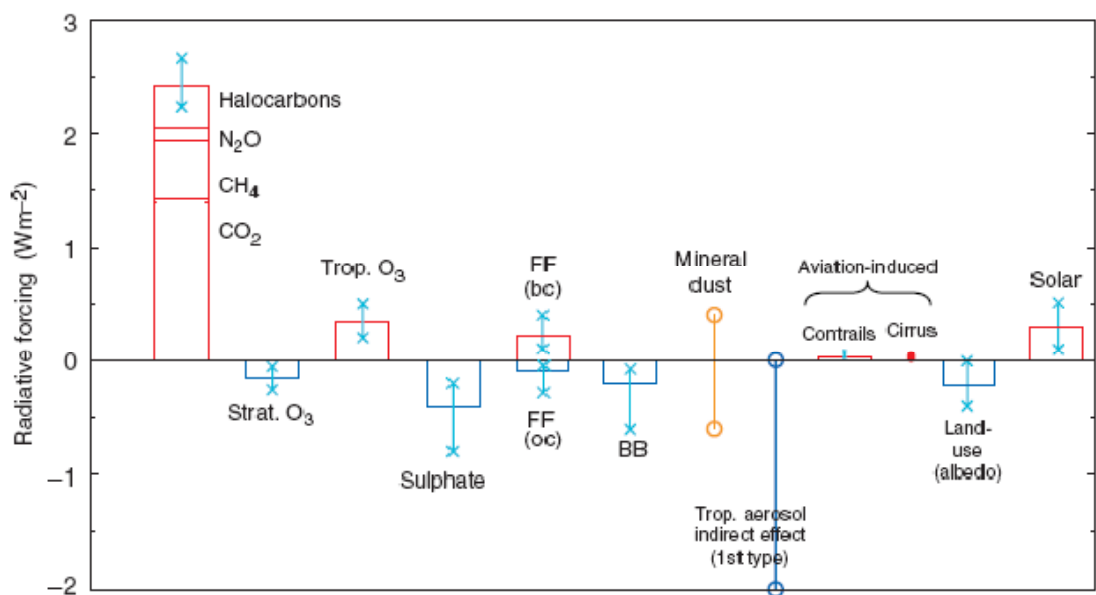 Radiative forcing (Wm–2)
3
2
1
0
–1
–2
Halocarbons
N2O
CH4
CO2
Strat. O3
Trop. O3
Sulphate
FF
(bc)
FF
(oc)
BB
Mineral
dust
Trop. aerosol
indirect effect
(1st type)
Aviation-induced
Contrails
Cirrus
Land-
use
(albedo)
Solar